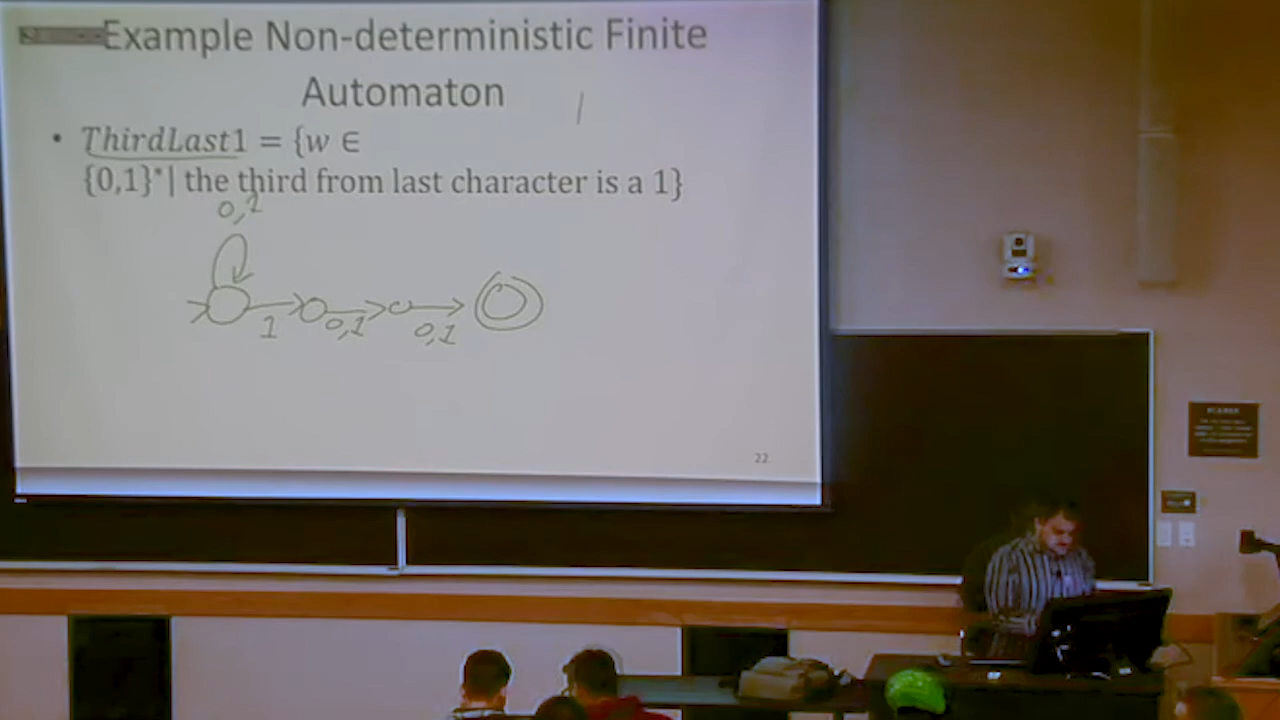 Example Non-deterministic Finite
Automaton
• ThirdLast1 = {w ∈
{0,1}*| the third from last character is a 1}
0,1
1
0,1
0,1
22